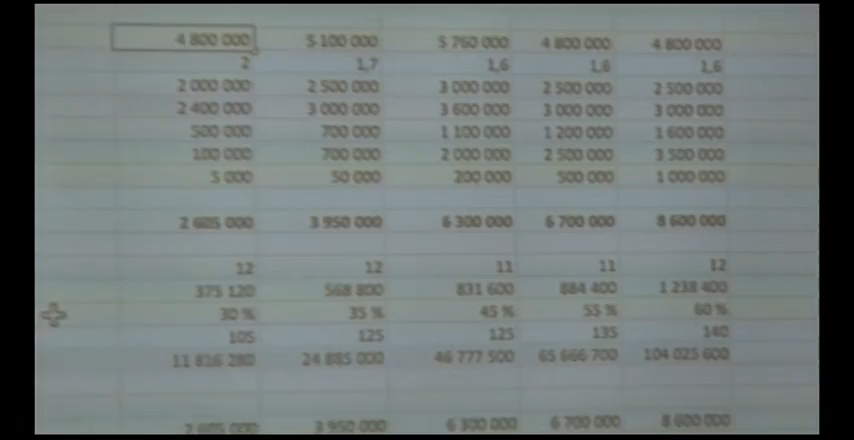 4 800 000 5 100 000 5 760 000 4 800 000 4 800 000
2 1,7 1,6 1,6 1,6
2 000 000 2 500 000 3 000 000 2 500 000 2 500 000
2 400 000 3 000 000 3 600 000 3 000 000 3 000 000
500 000 700 000 1 100 000 1 200 000 1 600 000
100 000 700 000 2 000 000 2 500 000 3 500 000
5 000 50 000 200 000 500 000 1 000 000
2 605 000 3 950 000 6 300 000 6 700 000 8 600 000
12 12 11 11 12
375 120 568 800 831 600 884 400 1 238 400
30 % 35 % 45 % 55 % 60 %
105 125 125 135 140
11 816 280 24 885 000 46 777 500 65 666 700 104 025 600
2 605 000 3 950 000 6 300 000 6 700 000 8 600 000